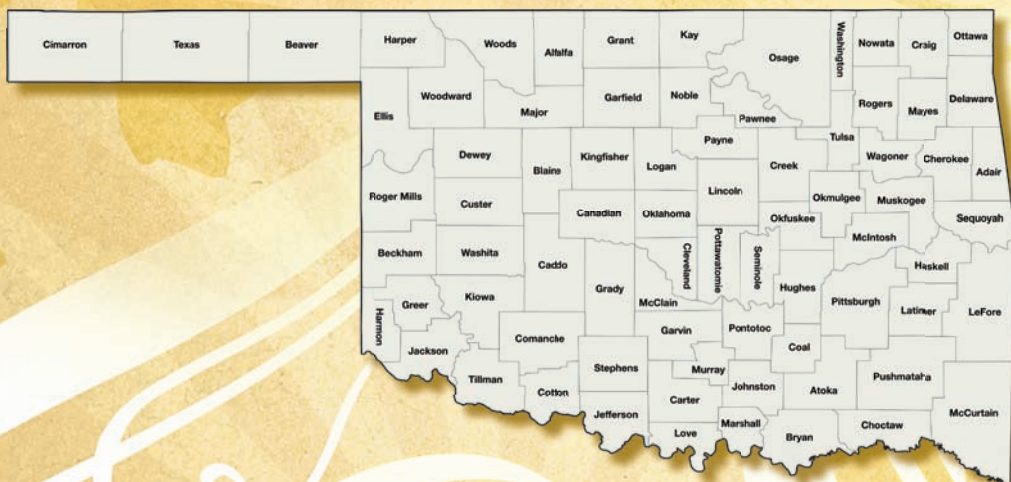 Cimarron
Texas
Beaver
Harper
Woods
Alfalfa
Grant
Kay
Osage
Washington
Nowata
Craig
Ottawa
Ellis
Woodward
Major
Garfield
Noble
Pawnee
Rogers
Mayes
Delaware
Dewey
Blaine
Kingfisher
Logan
Payne
Creek
Tulsa
Wagoner
Cherokee
Adair
Roger Mills
Custer
Canadian
Oklahoma
Lincoln
Okfuskee
Okmulgee
Muskogee
Sequoyah
Beckham
Washita
Caddo
Grady
McClain
Cleveland
Pottawatomie
Seminole
Hughes
McIntosh
Haskell
Pittsburgh
Latimer
LeFore
Harmon
Greer
Kiowa
Jackson
Comanche
Garvin
Pontotoc
Coal
Tillman
Cotton
Stephens
Murray
Johnston
Atoka
Pushmataha
McCurtain
Jefferson
Carter
Love
Marshall
Bryan
Choctaw